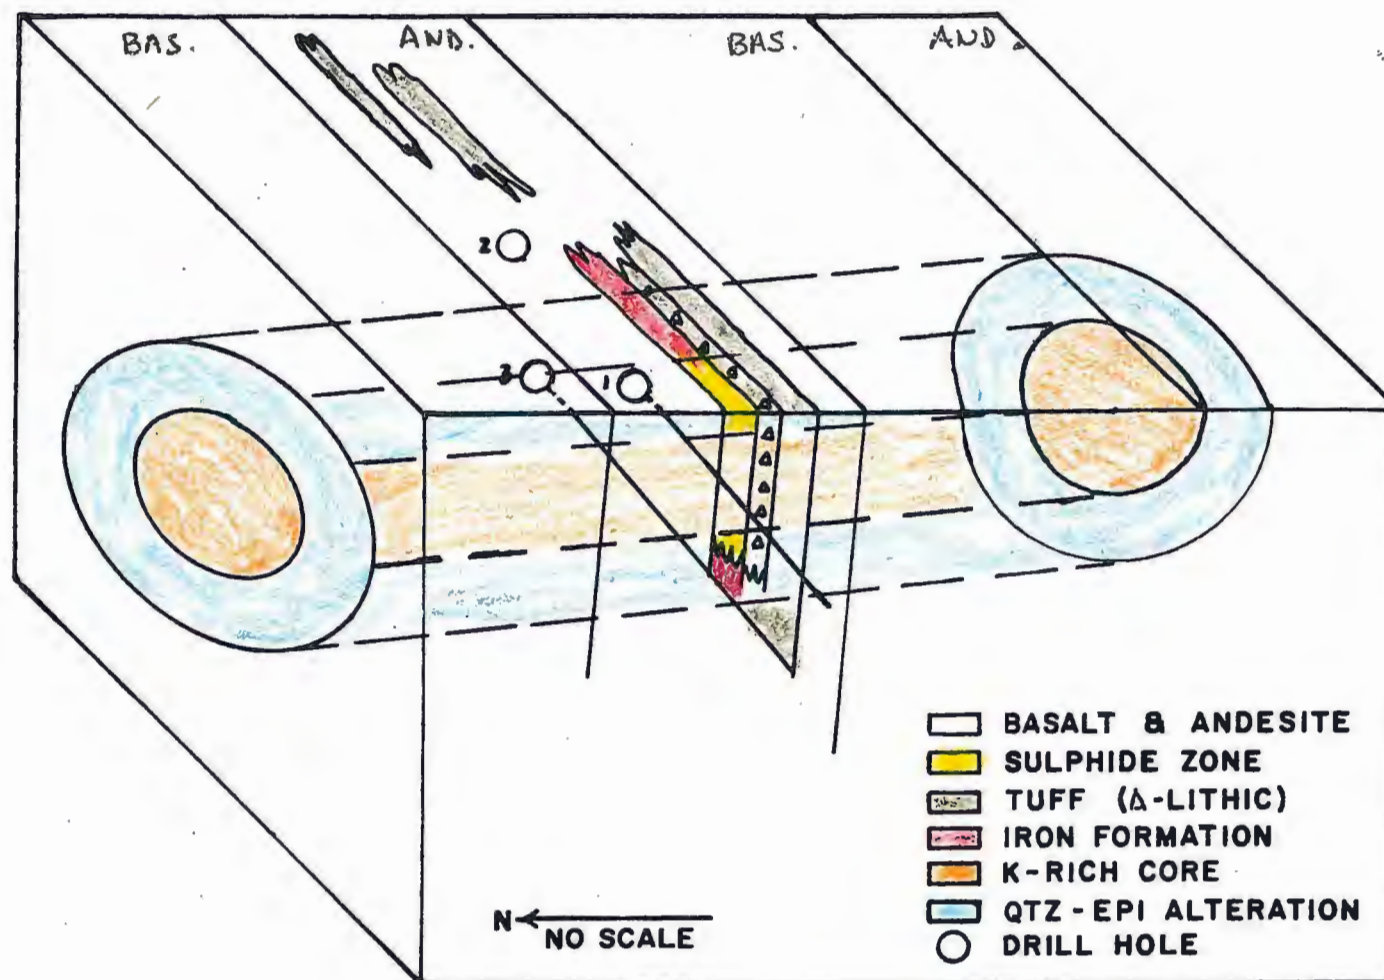 BAS. AND. BAS. AND.
2
3 1
BASALT & ANDESITE
SULPHIDE ZONE
TUFF (Δ-LITHIC)
IRON FORMATION
K-RICH CORE
QTZ-EPI ALTERATION
DRILL HOLE
N
NO SCALE